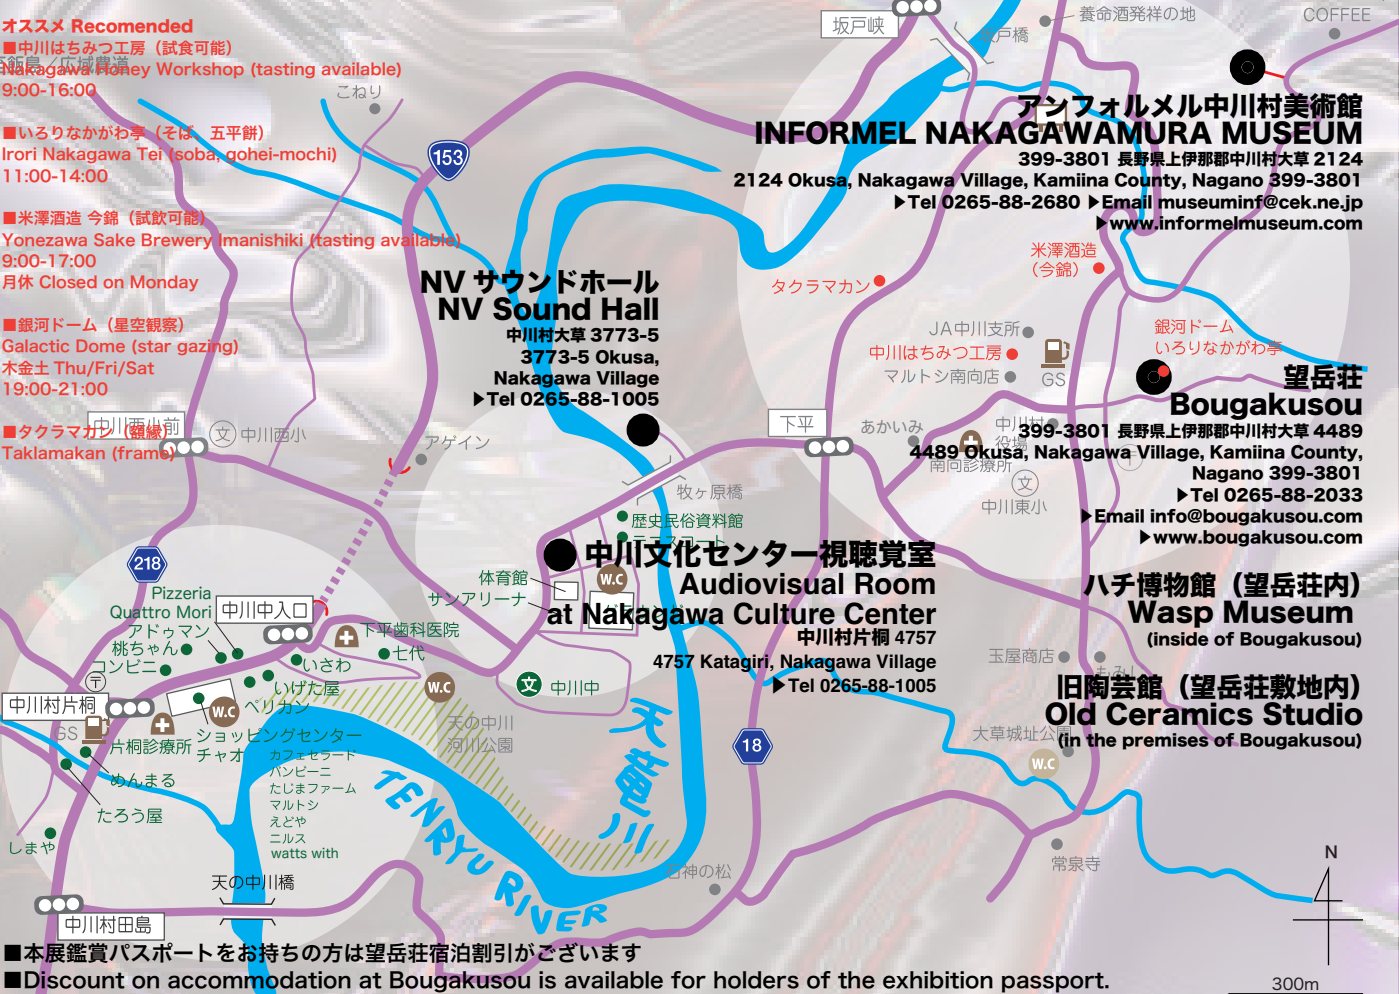 オススメ Recomended
■中川はちみつ工房（試食可能）
Nakagawa Honey Workshop (tasting available)
9:00-16:00
■いろりなかがわ亭（そば、五平餅）
Irori Nakagawa Tei (soba, gohei-mochi)
11:00-14:00
■米澤酒造 今錦（試飲可能）
Yonezawa Sake Brewery Imanishiki (tasting available)
9:00-17:00
月休 Closed on Monday
■銀河ドーム（星空観察）
Galactic Dome (star gazing)
木金土 Thu/Fri/Sat
19:00-21:00
■タクラマカン（額縁）
Taklamakan (frame)
飯島／広域農道
こねり
153
坂戸峡
坂戸橋
養命酒発祥の地
COFFEE
アンフォルメル中川村美術館
INFORMEL NAKAGAWAMURA MUSEUM
399-3801 長野県上伊那郡中川村大草 2124
2124 Okusa, Nakagawa Village, Kamiina County, Nagano 399-3801
▶Tel 0265-88-2680 ▶Email museuminf@cek.ne.jp
▶www.informelmuseum.com
米澤酒造
（今錦）
タクラマカン
NV サウンドホール
NV Sound Hall
中川村大草 3773-5
3773-5 Okusa,
Nakagawa Village
▶Tel 0265-88-1005
JA中川支所
中川はちみつ工房
マルトシ南向店
GS
銀河ドーム
いろりなかがわ亭
望岳荘
Bougakusou
399-3801 長野県上伊那郡中川村大草 4489
4489 Okusa, Nakagawa Village, Kamiina County,
Nagano 399-3801
▶Tel 0265-88-2033
▶Email info@bougakusou.com
▶www.bougakusou.com
中川西小前
文 中川西小
アゲイン
下平
あかいみ
中川村
役場
南向診療所
〒
文
中川東小
牧ヶ原橋
歴史民俗資料館
テニスコート
中川文化センター視聴覚室
Audiovisual Room
at Nakagawa Culture Center
中川村片桐 4757
4757 Katagiri, Nakagawa Village
▶Tel 0265-88-1005
体育館
サンアリーナ
W.C
グラウンド
ハチ博物館（望岳荘内）
Wasp Museum
(inside of Bougakusou)
旧陶芸館（望岳荘敷地内）
Old Ceramics Studio
(in the premises of Bougakusou)
玉屋商店
もみじ
大草城址公園
W.C
常泉寺
218
Pizzeria
Quattro Mori
アドゥマン
桃ちゃん
コンビニ
〒
中川中入口
下平歯科医院
七代
いさわ
いげた屋
ペリカン
W.C
W.C
文 中川中
中川村片桐
GS
片桐診療所
ショッピングセンター
チャオ
カフェセラード
バンビーニ
たじまファーム
マルトシ
えどや
ニルス
watts with
めんまる
たろう屋
しまや
天の中川
河川公園
天竜川
TENRYU RIVER
18
石神の松
天の中川橋
中川村田島
N
300m
■本展鑑賞パスポートをお持ちの方は望岳荘宿泊割引がございます
■Discount on accommodation at Bougakusou is available for holders of the exhibition passport.